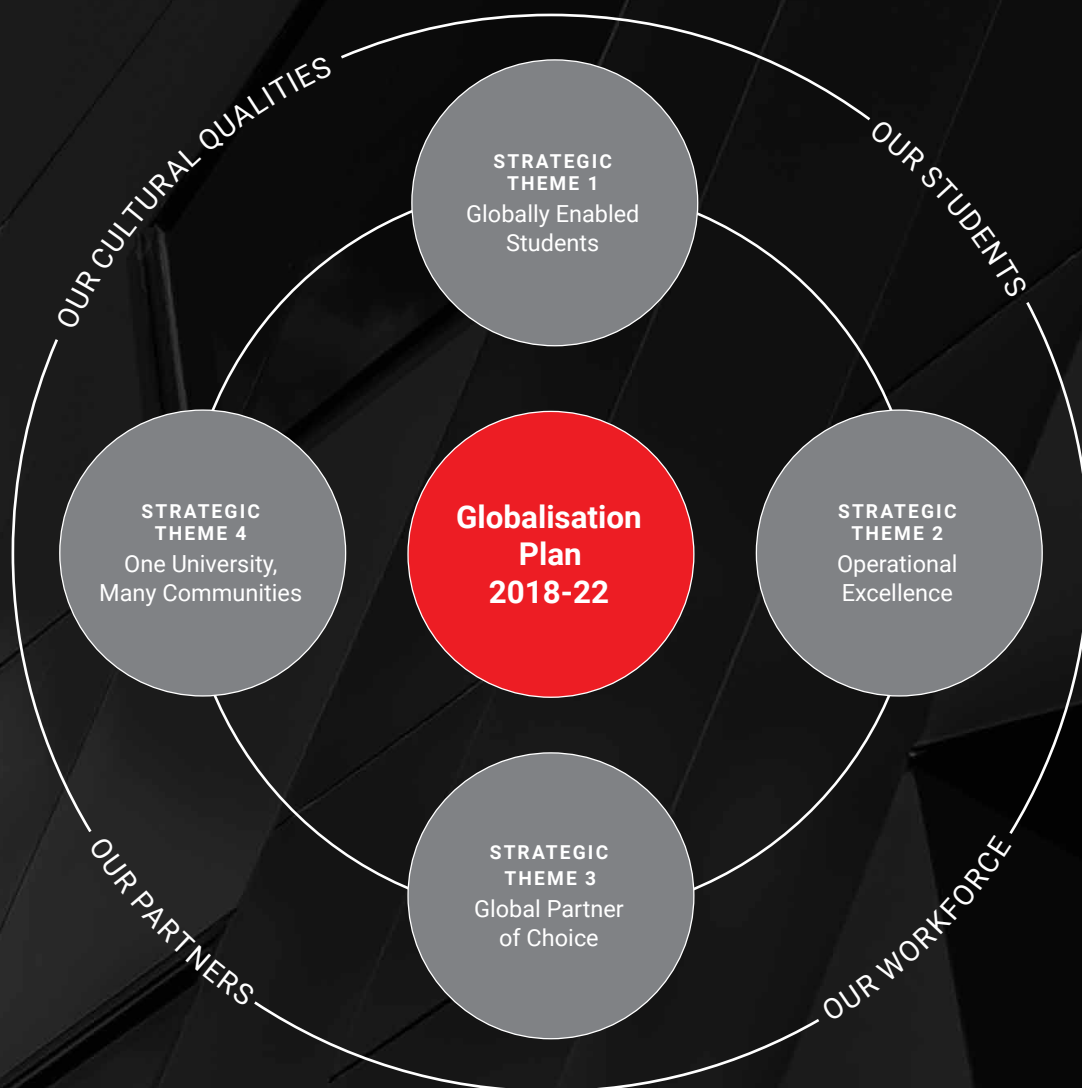 OUR CULTURAL QUALITIES
OUR STUDENTS
STRATEGIC
THEME 1
Globally Enabled
Students
STRATEGIC
THEME 4
One University,
Many Communities
Globalisation
Plan
2018-22
STRATEGIC
THEME 2
Operational
Excellence
STRATEGIC
THEME 3
Global Partner
of Choice
OUR PARTNERS
OUR WORKFORCE